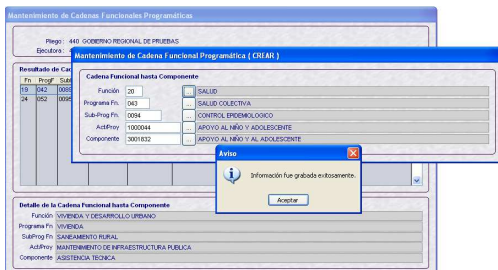 Mantenimiento de Cadenas Funcionales Programáticas
Pliego : 440 GOBIERNO REGIONAL DE PRUEBAS
Ejecutora :
Mantenimiento de Cadena Funcional Programática ( CREAR )
Resultado de Cad
Fn ProgF Sub
19 042 0089
24 052 0095
Cadena Funcional hasta Componente
Función 20 ... SALUD
Programa Fn. 043 ... SALUD COLECTIVA
Sub-Prog Fn. 0094 ... CONTROL EPIDEMIOLOGICO
Act/Proy 1000044 ... APOYO AL NIÑO Y ADOLESCENTE
Componente 3001832 ... APOYO AL NIÑO Y AL ADOLESCENTE
Aviso
Información fue grabada exitosamente.
Aceptar
Detalle de la Cadena Funcional hasta Componente
Función VIVIENDA Y DESARROLLO URBANO
Programa Fn VIVIENDA
SubProg Fn SANEAMIENTO RURAL
Act/Proy MANTENIMIENTO DE INFRAESTRUCTURA PUBLICA
Componente ASISTENCIA TECNICA